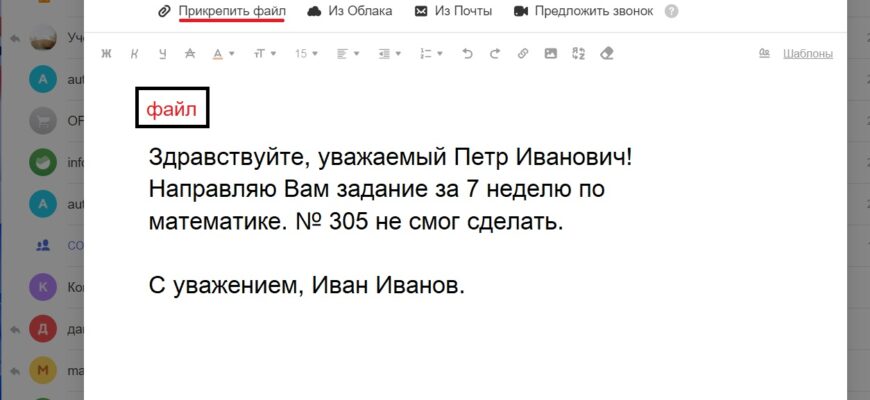 Прикрепить файл Из Облака Из Почты Предложить звонок ?
Ж К Ч А А тТ 15 Шаблоны
файл
Здравствуйте, уважаемый Петр Иванович!
Направляю Вам задание за 7 неделю по
математике. № 305 не смог сделать.
С уважением, Иван Иванов.
Уч
A aut
OF
info
A aut
СО
К Ко
Д да
М ma